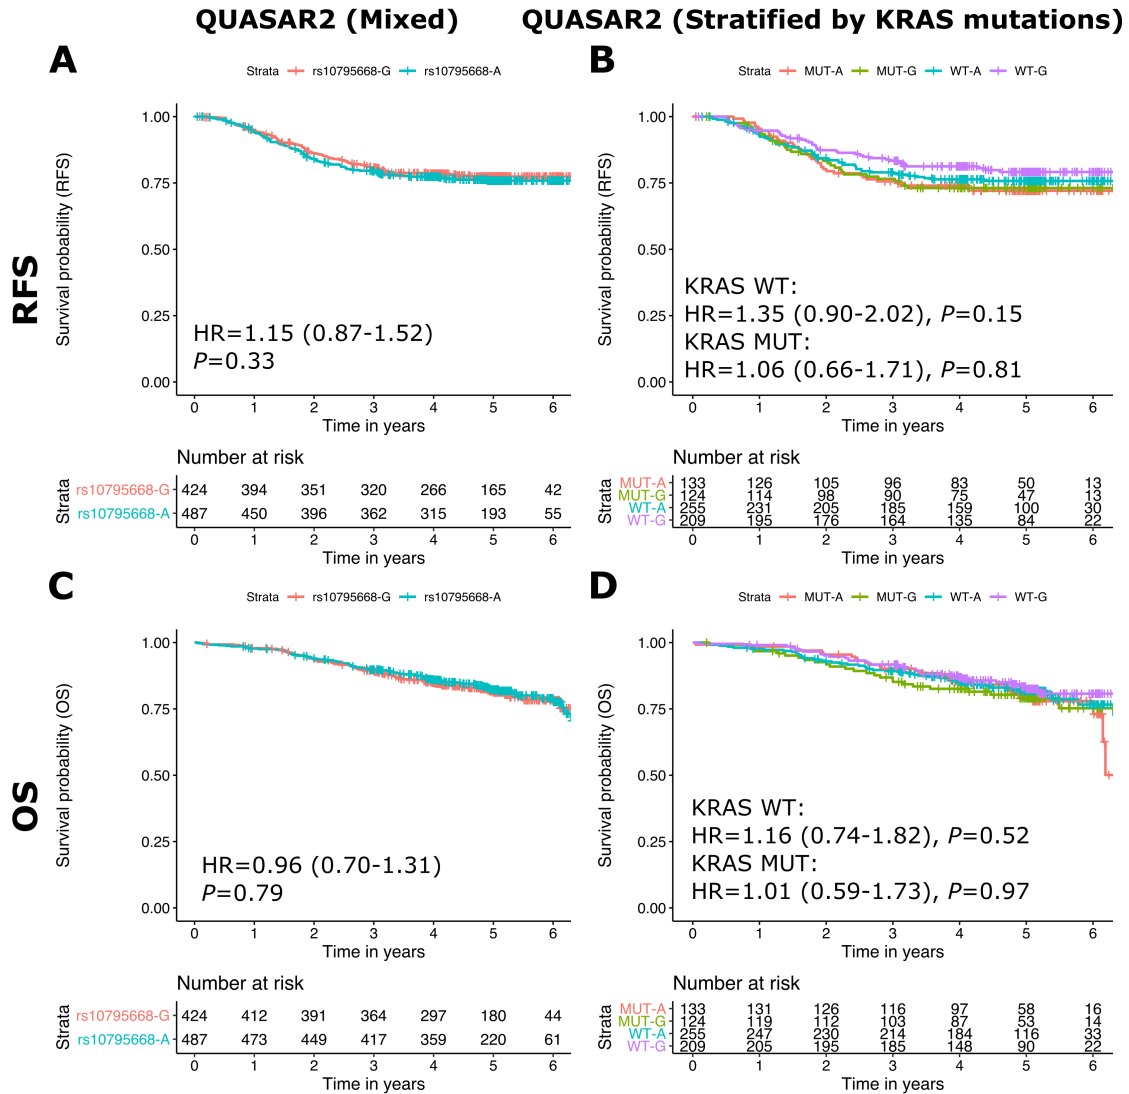 QUASAR2 (Mixed)
QUASAR2 (Stratified by KRAS mutations)
RFS
A
Strata rs10795668-G rs10795668-A
Survival probability (RFS)
1.00
0.75
0.50
0.25
0.00
HR=1.15 (0.87-1.52)
P=0.33
0 1 2 3 4 5 6
Time in years
Number at risk
Strata
rs10795668-G 424 394 351 320 266 165 42
rs10795668-A 487 450 396 362 315 193 55
0 1 2 3 4 5 6
Time in years
B
Strata MUT-A MUT-G WT-A WT-G
Survival probability (RFS)
1.00
0.75
0.50
0.25
0.00
KRAS WT:
HR=1.35 (0.90-2.02), P=0.15
KRAS MUT:
HR=1.06 (0.66-1.71), P=0.81
0 1 2 3 4 5 6
Time in years
Number at risk
Strata
MUT-A 133 126 105 96 83 50 13
MUT-G 124 114 98 90 75 47 13
WT-A 255 231 205 185 159 100 30
WT-G 209 195 176 164 135 84 22
0 1 2 3 4 5 6
Time in years
OS
C
Strata rs10795668-G rs10795668-A
Survival probability (OS)
1.00
0.75
0.50
0.25
0.00
HR=0.96 (0.70-1.31)
P=0.79
0 1 2 3 4 5 6
Time in years
Number at risk
Strata
rs10795668-G 424 412 391 364 297 180 44
rs10795668-A 487 473 449 417 359 220 61
0 1 2 3 4 5 6
Time in years
D
Strata MUT-A MUT-G WT-A WT-G
Survival probability (OS)
1.00
0.75
0.50
0.25
0.00
KRAS WT:
HR=1.16 (0.74-1.82), P=0.52
KRAS MUT:
HR=1.01 (0.59-1.73), P=0.97
0 1 2 3 4 5 6
Time in years
Number at risk
Strata
MUT-A 133 131 126 116 97 58 16
MUT-G 124 119 112 103 87 53 14
WT-A 255 247 230 214 184 116 33
WT-G 209 205 195 185 148 90 22
0 1 2 3 4 5 6
Time in years